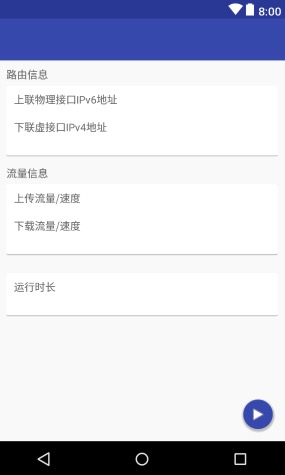 8:00
路由信息
上联物理接口IPv6地址
下联虚接口IPv4地址
流量信息
上传流量/速度
下载流量/速度
运行时长